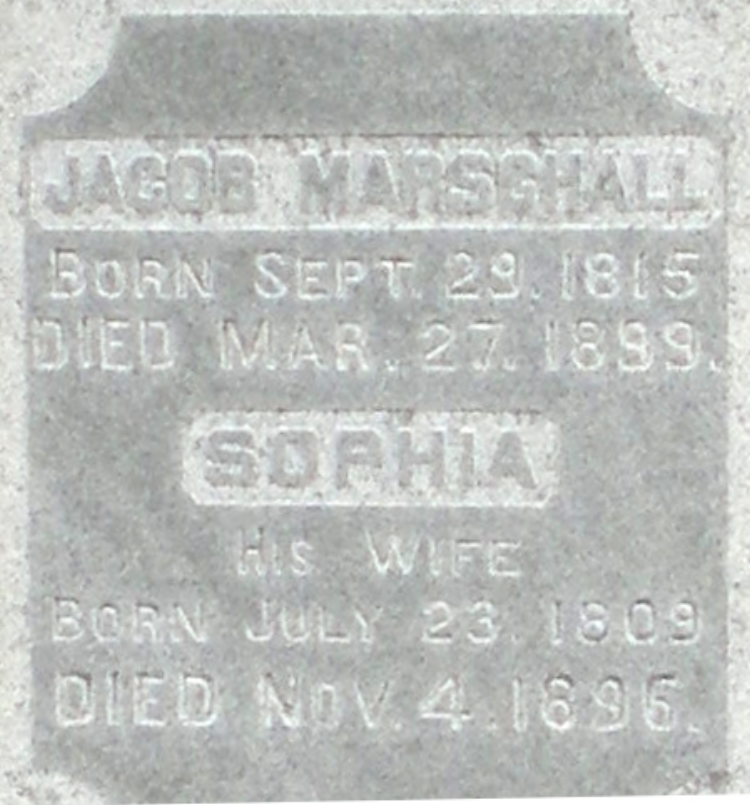 JACOB MARSCHALL
BORN SEPT. 29. 1815
DIED MAR. 27. 1899.
SOPHIA
HIS WIFE
BORN JULY 23. 1809
DIED NOV. 4. 1896.